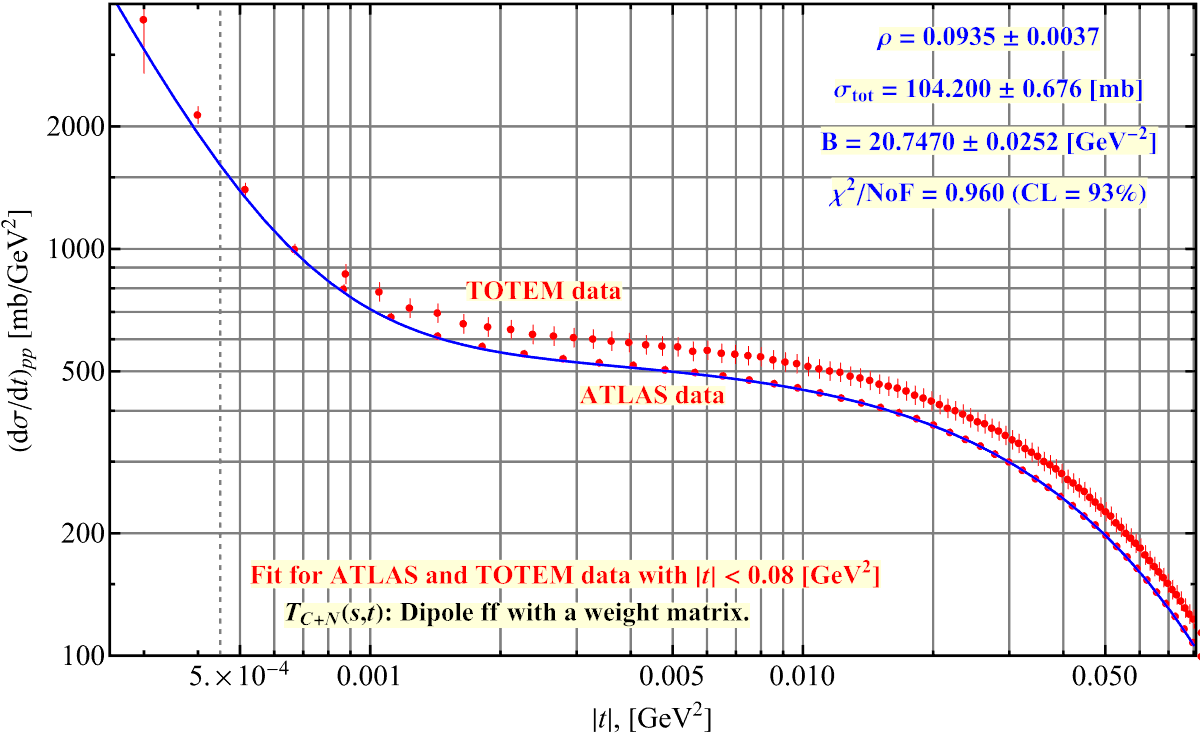 ρ = 0.0935 ± 0.0037
σtot = 104.200 ± 0.676 [mb]
B = 20.7470 ± 0.0252 [GeV⁻²]
χ²/NoF = 0.960 (CL = 93%)
TOTEM data
ATLAS data
Fit for ATLAS and TOTEM data with |t| < 0.08 [GeV²]
T_{C+N}(s,t): Dipole ff with a weight matrix.
(dσ/dt)pp [mb/GeV²]
2000
1000
500
200
100
5.×10⁻⁴ 0.001 0.005 0.010 0.050
|t|, [GeV²]